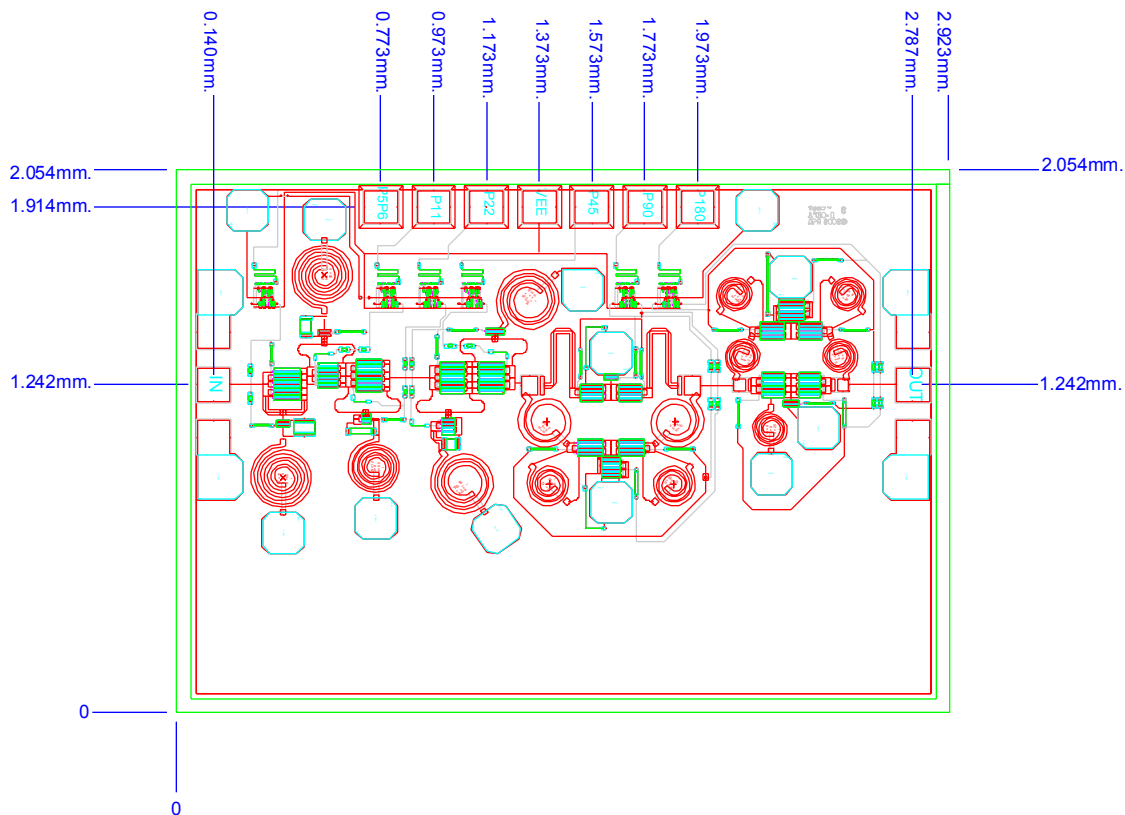 0.140mm.
0.773mm.
0.973mm.
1.173mm.
1.373mm.
1.573mm.
1.773mm.
1.973mm.
2.787mm.
2.923mm.
2.054mm.
2.054mm.
1.914mm.
P5P6
P11
P22
VEE
P45
P90
P180
1.242mm.
IN
OUT
1.242mm.
0
0